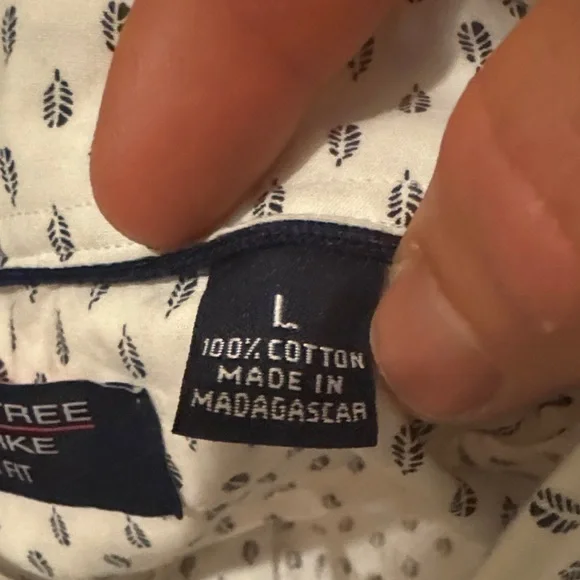 L
100% COTTON
MADE IN
MADAGASCAR
TREE
IKE
FIT